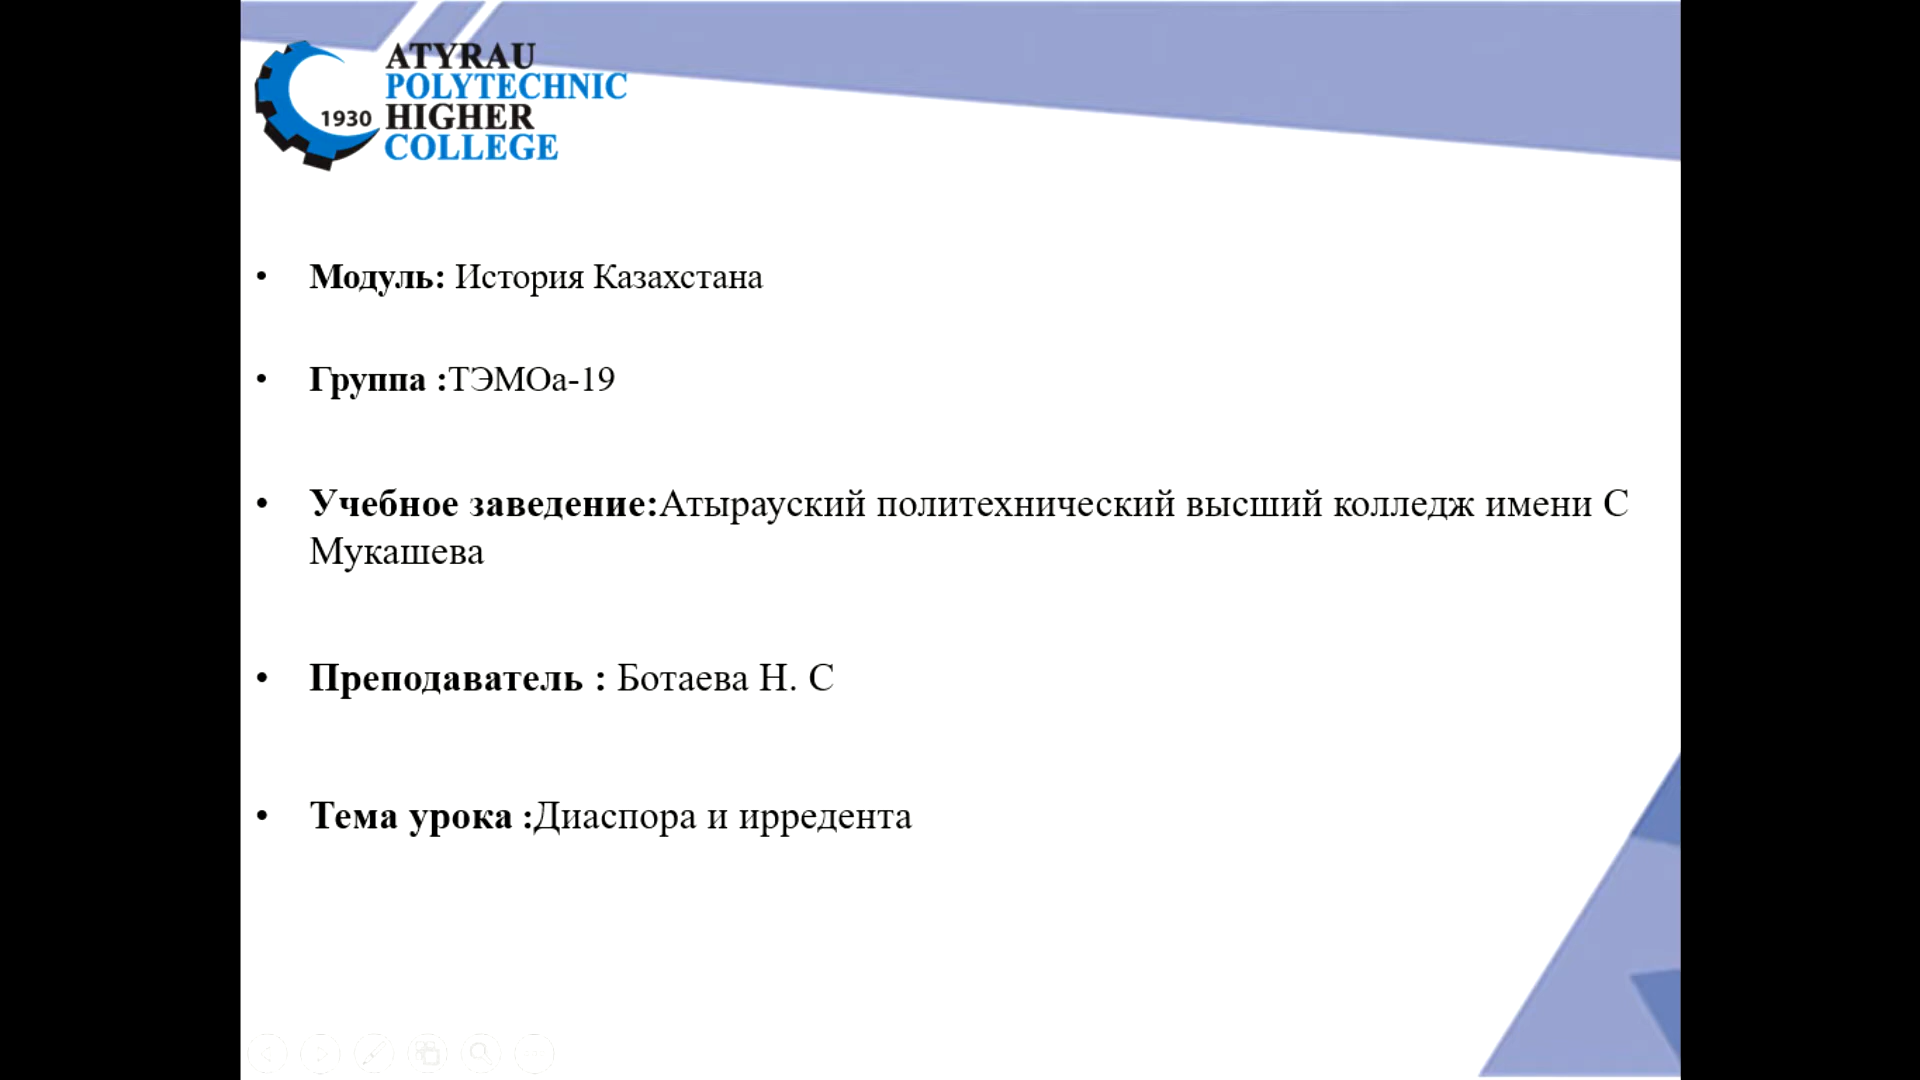 ATYRAU
POLYTECHNIC
HIGHER
COLLEGE
1930
• Модуль: История Казахстана
• Группа :ТЭМОа-19
• Учебное заведение:Атырауский политехнический высший колледж имени С
Мукашева
• Преподаватель : Ботаева Н. С
• Тема урока :Диаспора и ирредента